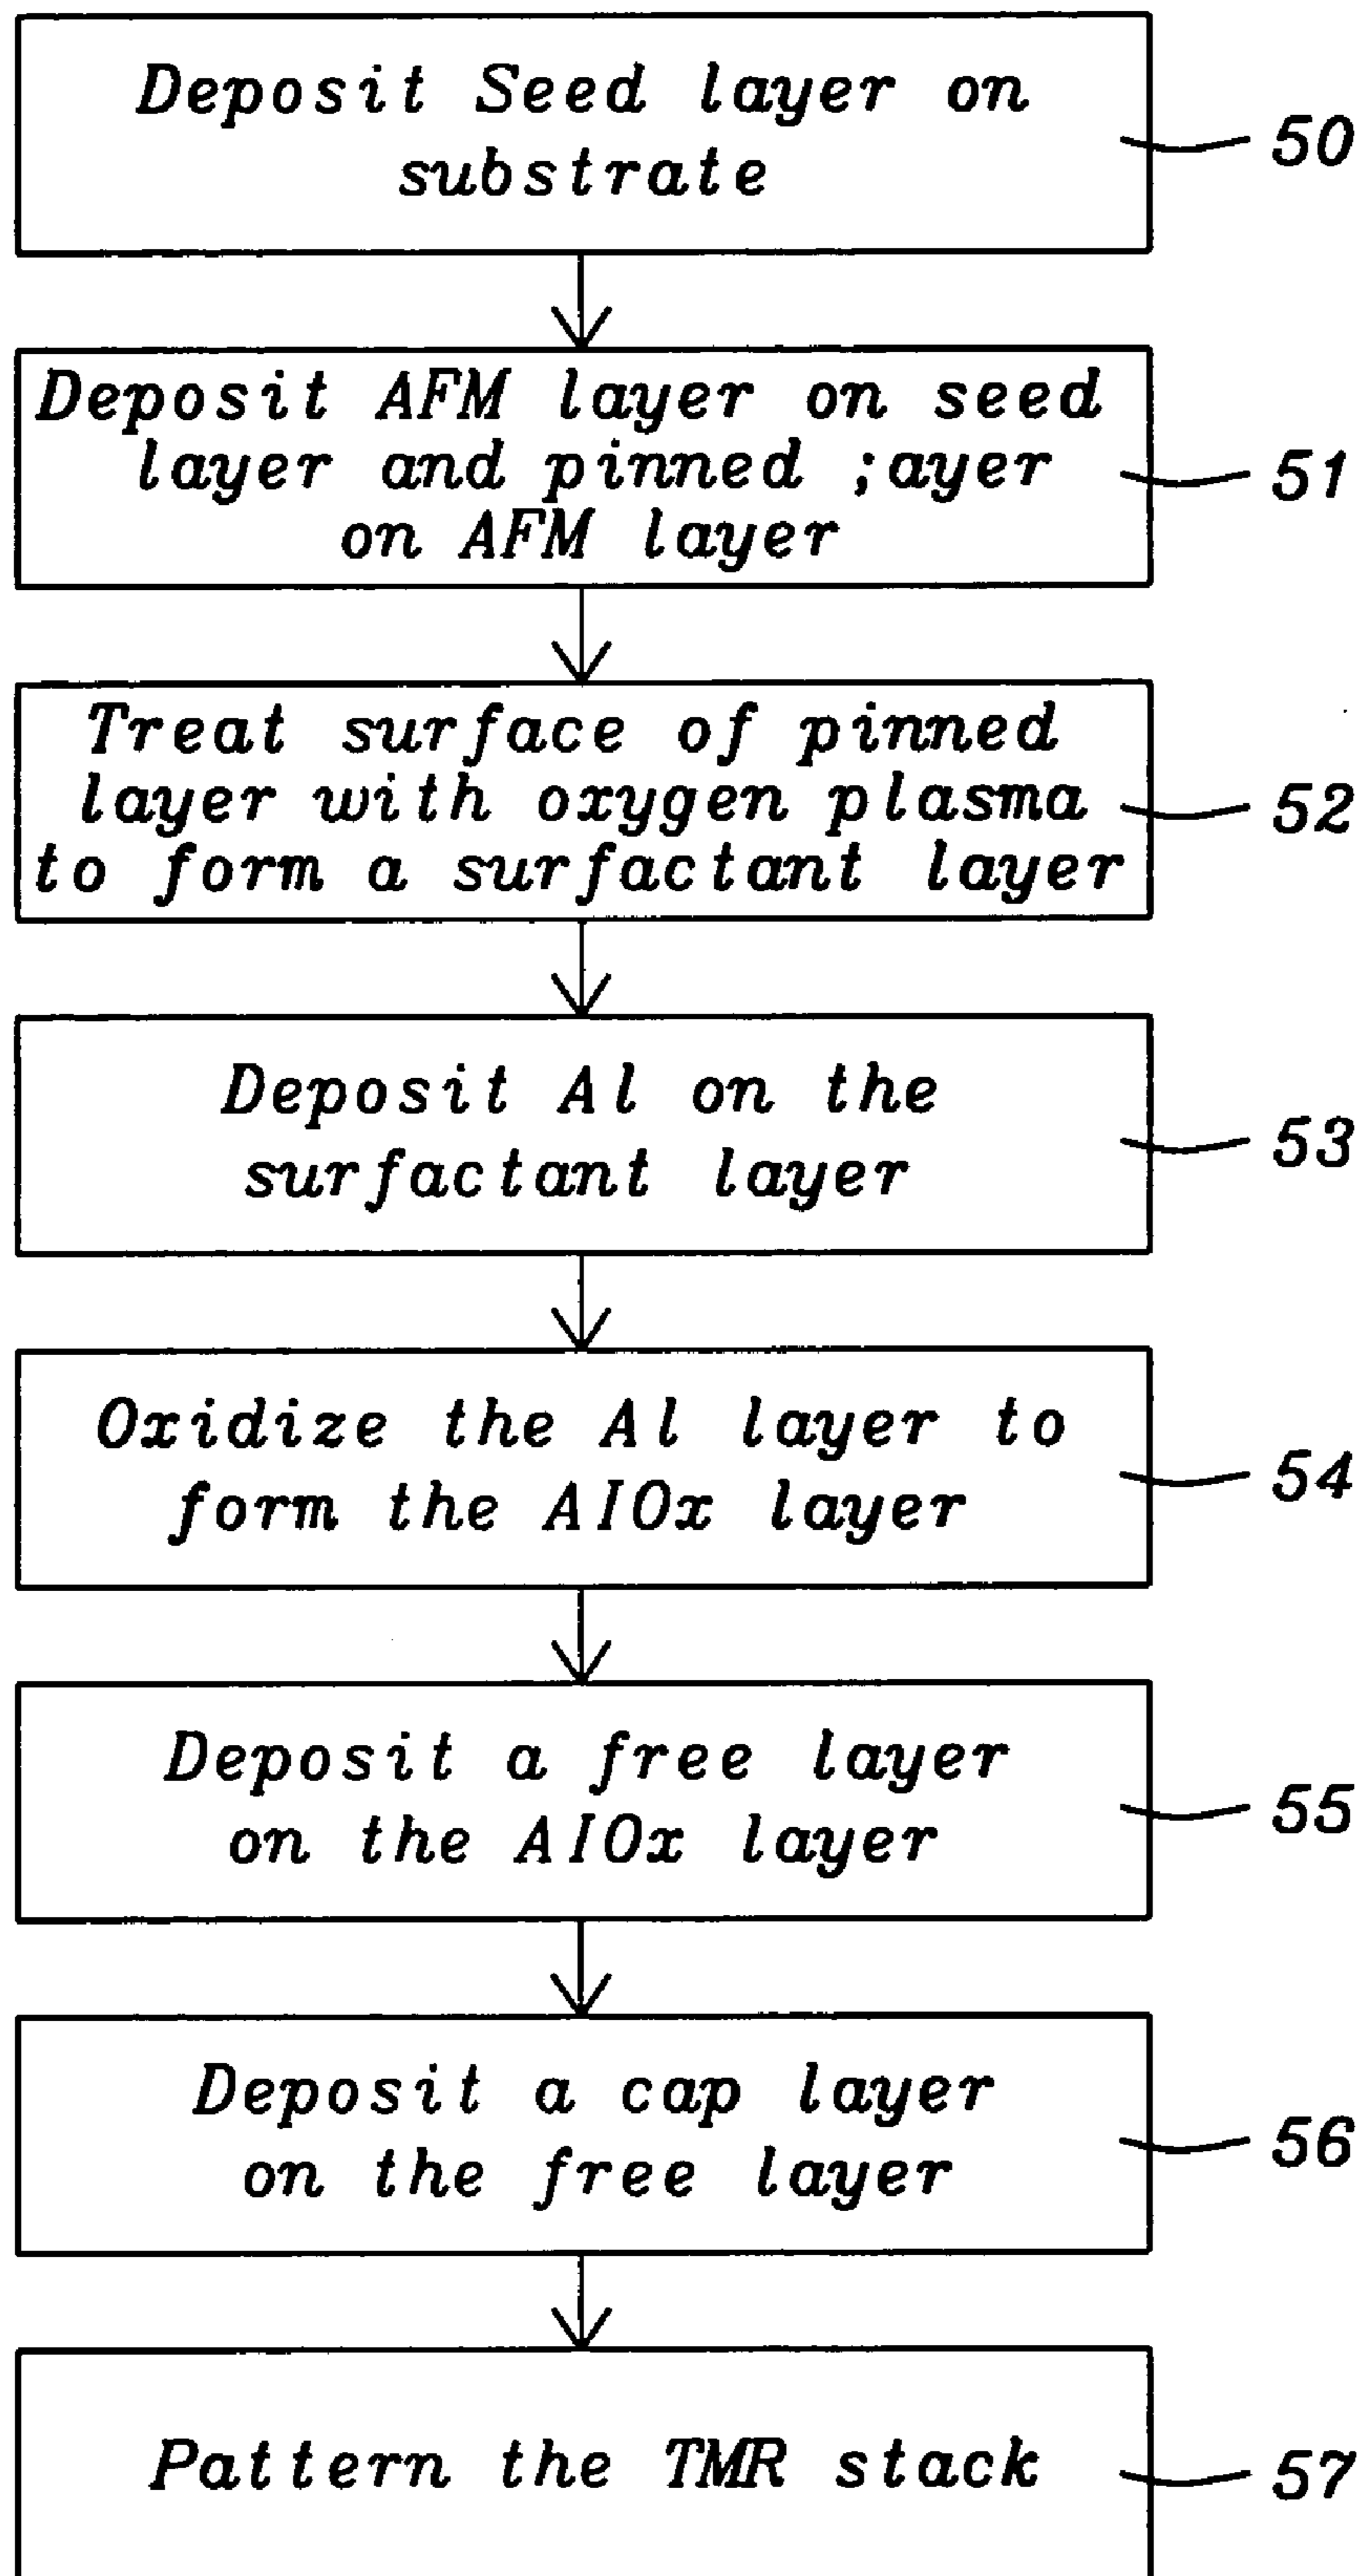 Deposit Seed layer on
substrate
50
Deposit AFM layer on seed
layer and pinned ;ayer
on AFM layer
51
Treat surface of pinned
layer with oxygen plasma
to form a surfactant layer
52
Deposit Al on the
surfactant layer
53
Oxidize the Al layer to
form the AIOx layer
54
Deposit a free layer
on the AIOx layer
55
Deposit a cap layer
on the free layer
56
Pattern the TMR stack
57